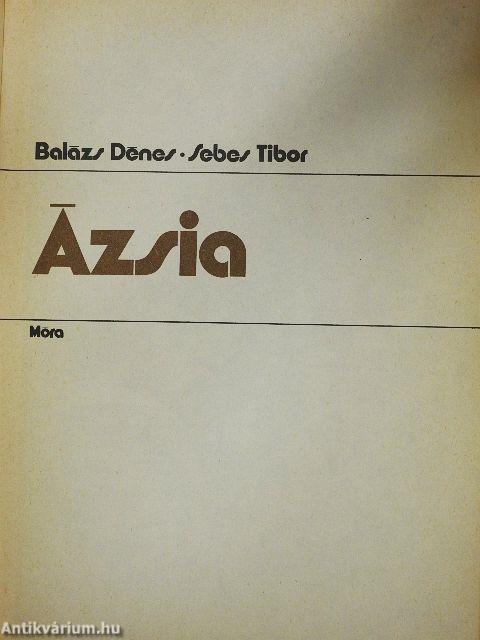 Balázs Dénes · Sebes Tibor
Ázsia
Móra
Antikvárium.hu